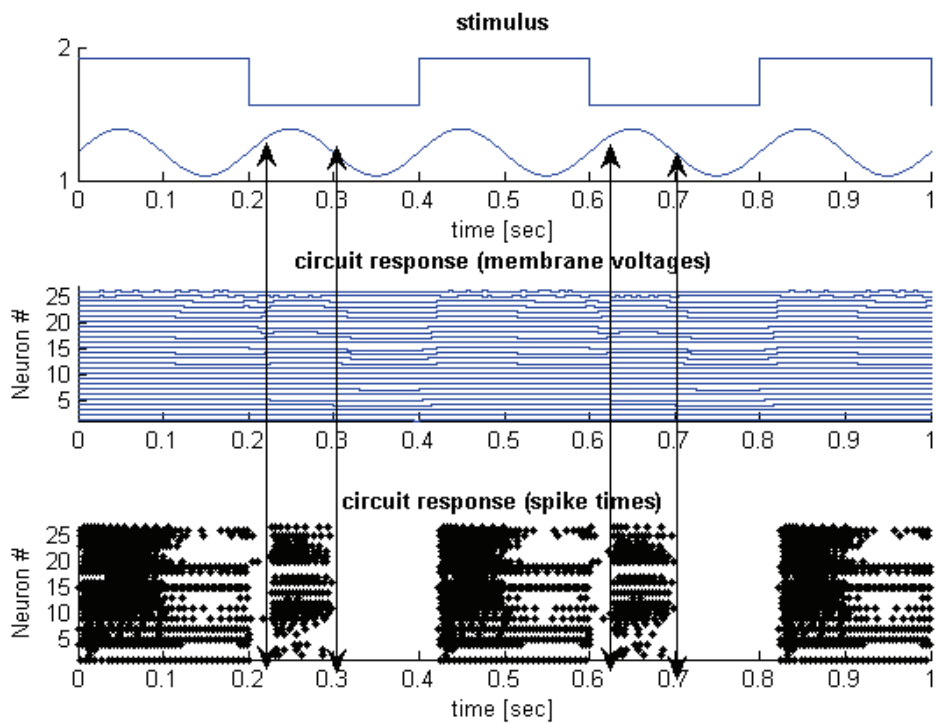 stimulus
2
1
0 0.1 0.2 0.3 0.4 0.5 0.6 0.7 0.8 0.9 1
time [sec]
circuit response (membrane voltages)
Neuron #
25
20
15
10
5
0 0.1 0.2 0.3 0.4 0.5 0.6 0.7 0.8 0.9 1
time [sec]
circuit response (spike times)
Neuron #
25
20
15
10
5
0 0.1 0.2 0.3 0.4 0.5 0.6 0.7 0.8 0.9 1
time [sec]